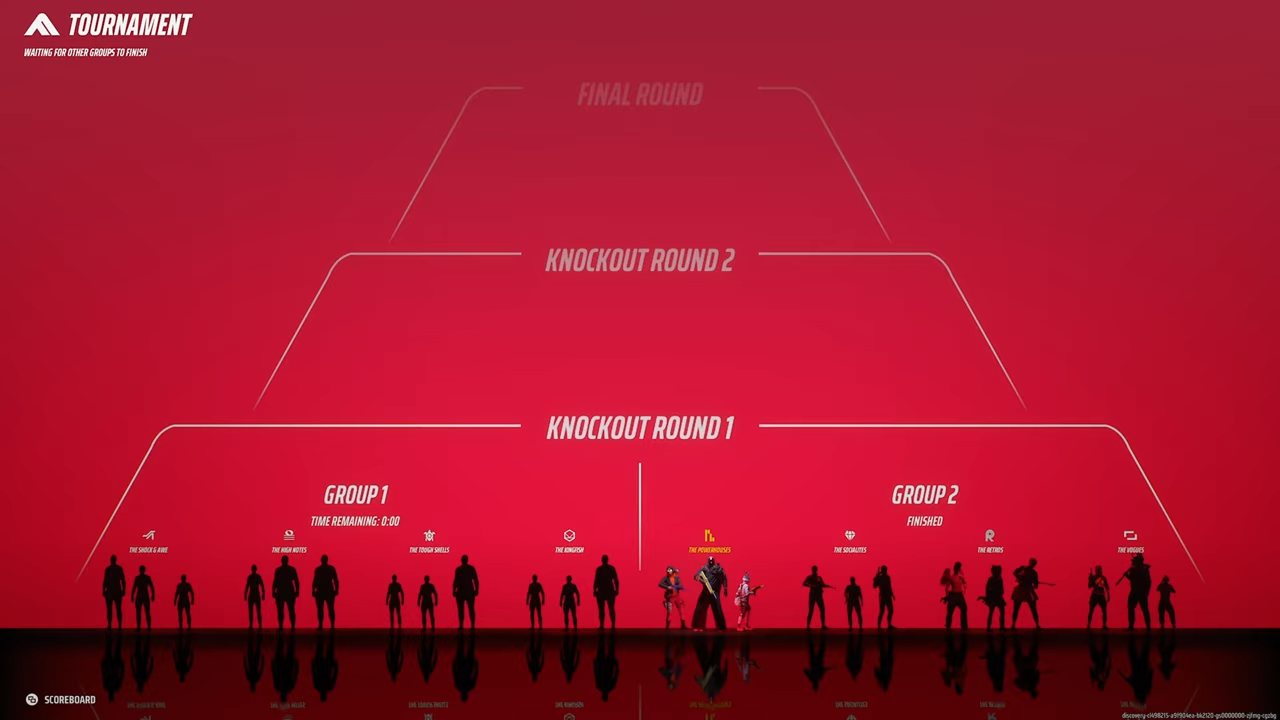 TOURNAMENT
WAITING FOR OTHER GROUPS TO FINISH
FINAL ROUND
KNOCKOUT ROUND 2
KNOCKOUT ROUND 1
GROUP 1
TIME REMAINING: 0:00
GROUP 2
FINISHED
THE SHOCK & AWE
THE HIGH NOTES
THE TOUGH SHELLS
THE KINGFISH
THE POWERHOUSES
THE SOCIALITES
THE RETROS
THE VOGUES
SCOREBOARD